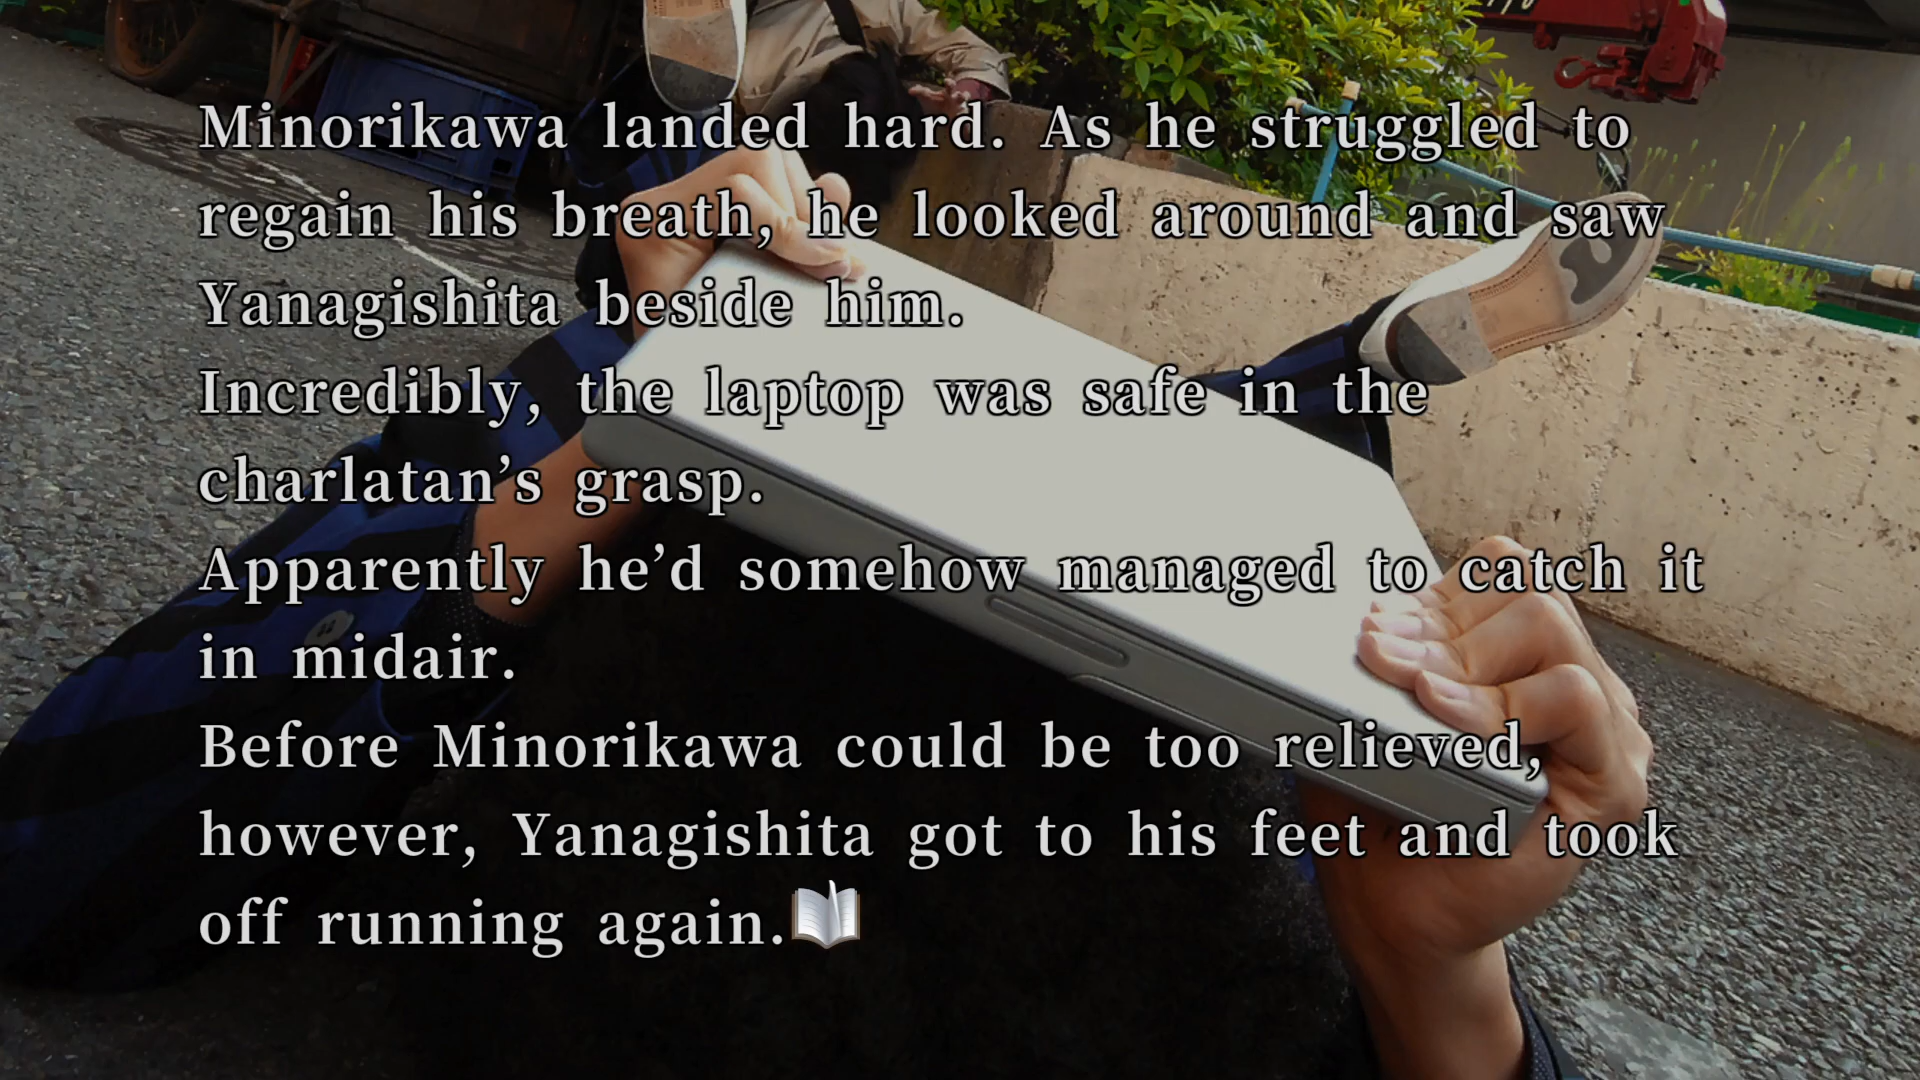 Minorikawa landed hard. As he struggled to
regain his breath, he looked around and saw
Yanagishita beside him.
Incredibly, the laptop was safe in the
charlatan’s grasp.
Apparently he’d somehow managed to catch it
in midair.
Before Minorikawa could be too relieved,
however, Yanagishita got to his feet and took
off running again.